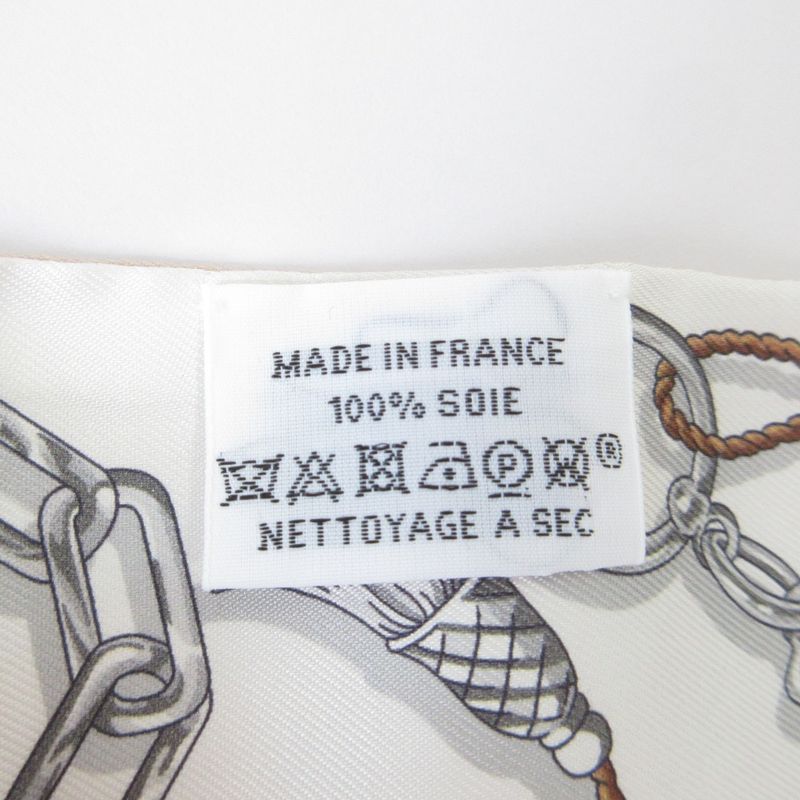 MADE IN FRANCE
100% SOIE
P W ®
NETTOYAGE A SEC